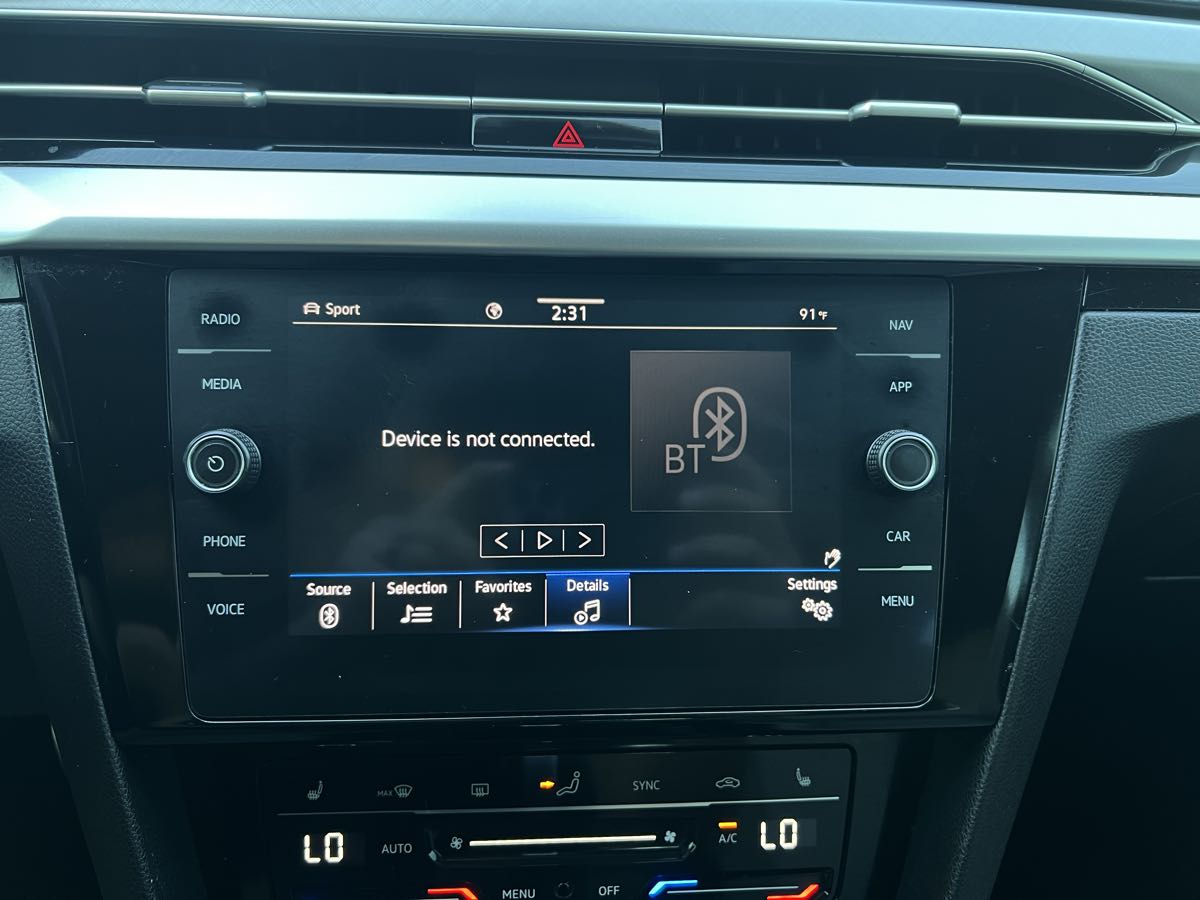 Sport
2:31
91°F
RADIO
NAV
MEDIA
APP
Device is not connected.
BT
PHONE
CAR
Source
Selection
Favorites
Details
Settings
VOICE
MENU
MAX
SYNC
LO
AUTO
A/C
LO
MENU
OFF